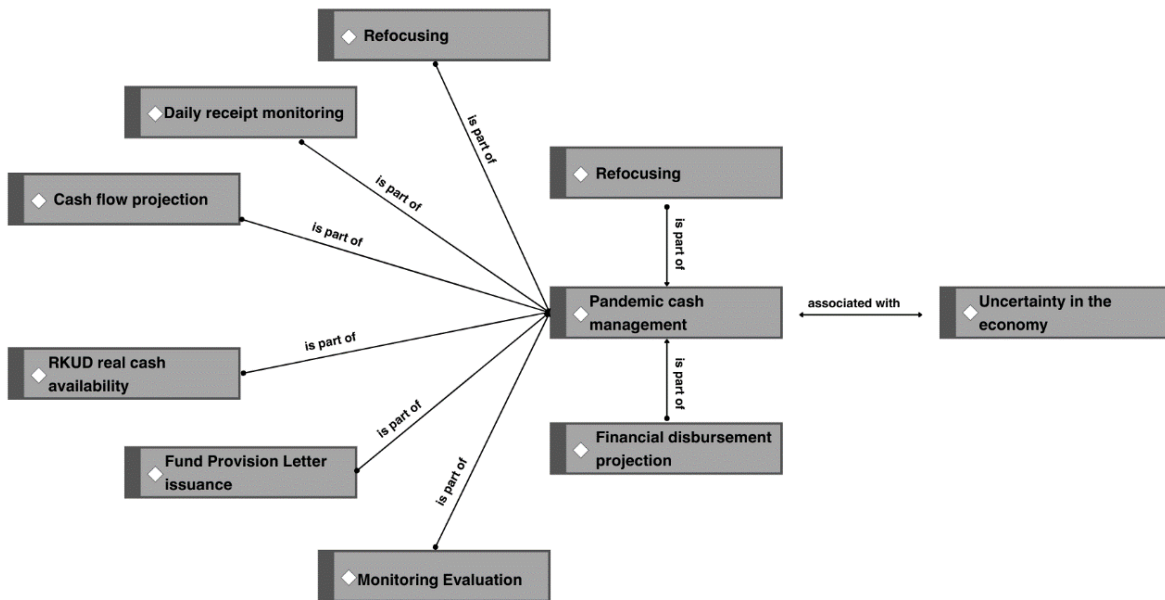 Refocusing
Daily receipt monitoring
is part of
Refocusing
is part of
Cash flow projection
is part of
is part of
Pandemic cash
management
associated with
Uncertainty in the
economy
is part of
RKUD real cash
availability
is part of
is part of
Financial disbursement
projection
Fund Provision Letter
issuance
is part of
Monitoring Evaluation